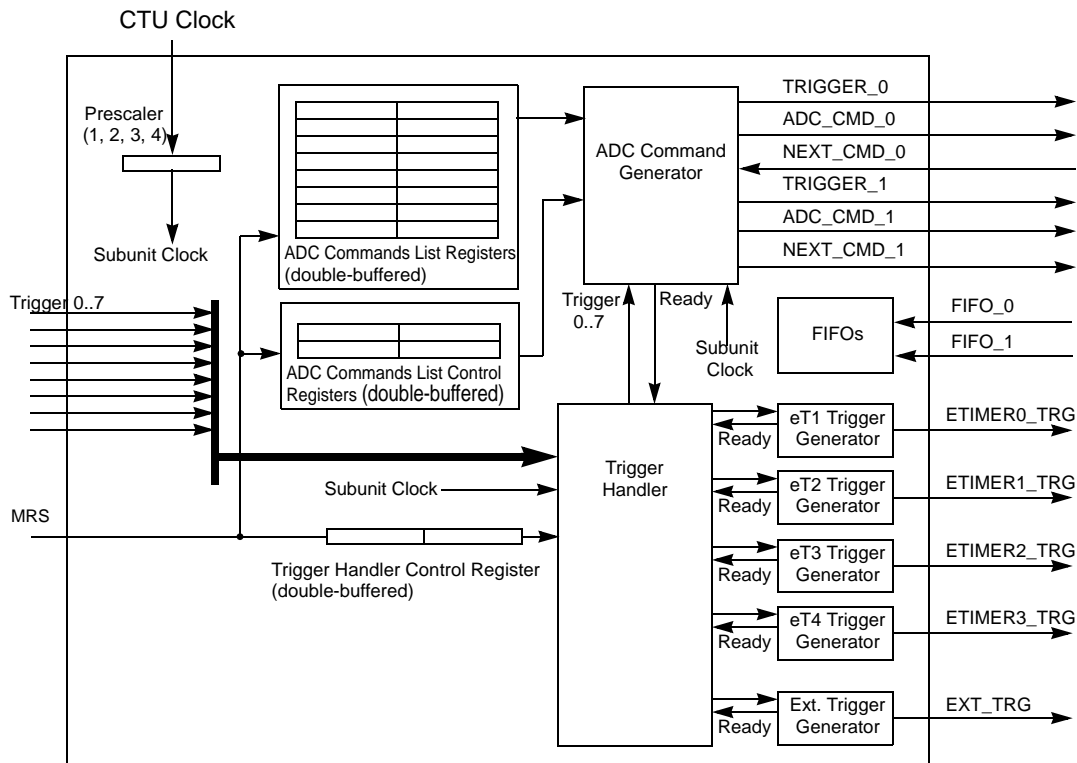 CTU Clock
Prescaler
(1, 2, 3, 4)
Subunit Clock
ADC Commands List Registers
(double-buffered)
ADC Command
Generator
TRIGGER_0
ADC_CMD_0
NEXT_CMD_0
TRIGGER_1
ADC_CMD_1
NEXT_CMD_1
Trigger 0..7
ADC Commands List Control
Registers (double-buffered)
Trigger
0..7
Ready
Subunit
Clock
FIFOs
FIFO_0
FIFO_1
Trigger
Handler
Subunit Clock
MRS
Trigger Handler Control Register
(double-buffered)
Ready
eT1 Trigger
Generator
ETIMER0_TRG
Ready
eT2 Trigger
Generator
ETIMER1_TRG
Ready
eT3 Trigger
Generator
ETIMER2_TRG
Ready
eT4 Trigger
Generator
ETIMER3_TRG
Ready
Ext. Trigger
Generator
EXT_TRG